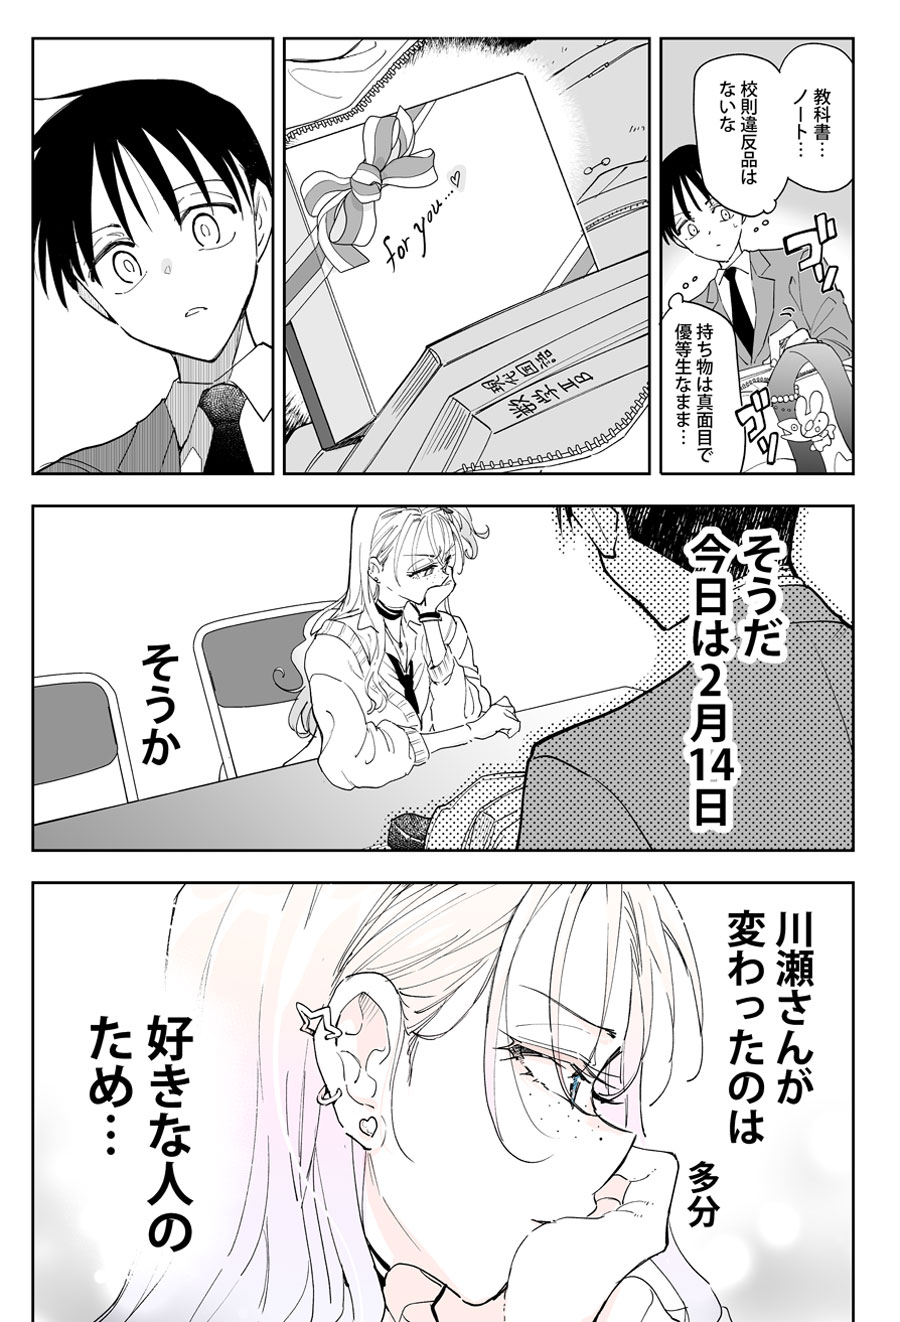 教科書…
ノート…
校則違反品は
ないな
ゴソッ
持ち物は真面目で
優等生なまま…
ゴソッ
for you...♡
そうだ
今日は2月14日
そうか
川瀬さんが
変わったのは
多分
好きな人の
ため…